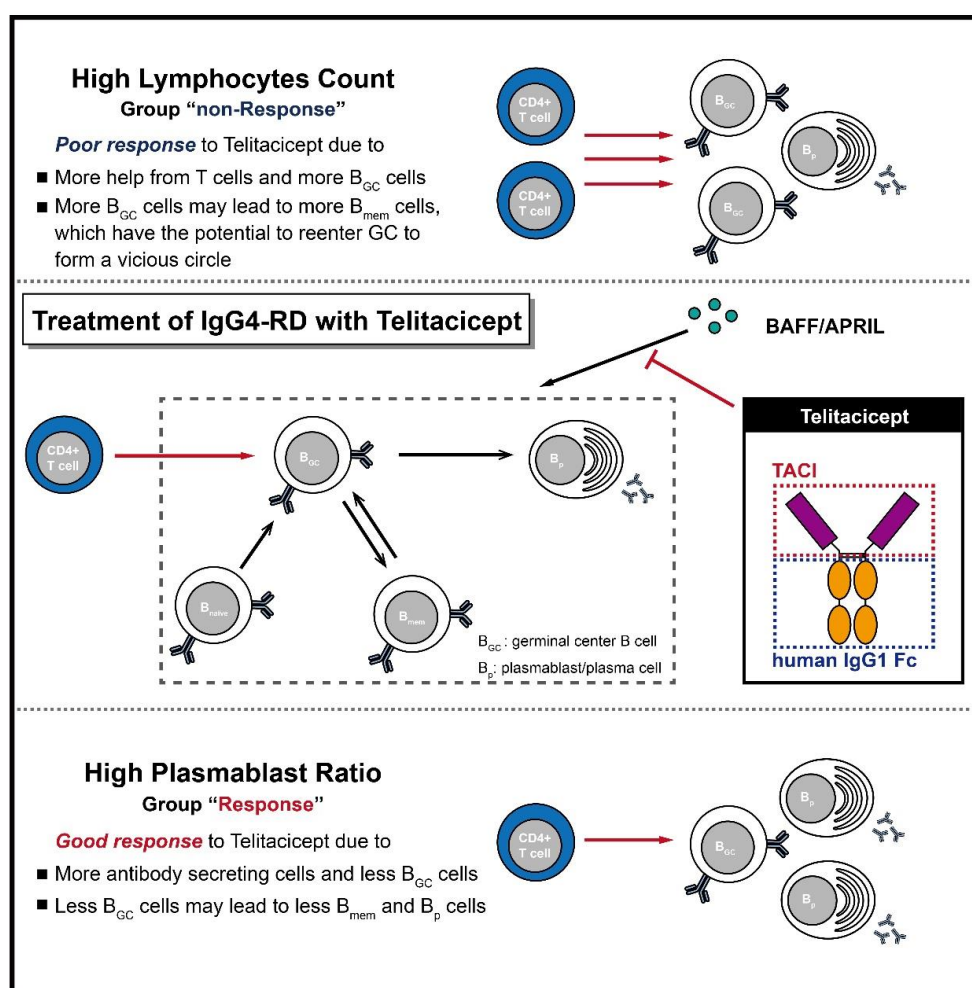 High Lymphocytes Count
Group “non-Response”
Poor response to Telitacicept due to
■ More help from T cells and more BGC cells
■ More BGC cells may lead to more Bmem cells,
which have the potential to reenter GC to
form a vicious circle
CD4+
T cell
CD4+
T cell
BGC
Bp
BGC
Treatment of IgG4-RD with Telitacicept
BAFF/APRIL
Telitacicept
TACI
human IgG1 Fc
CD4+
T cell
BGC
Bp
Bnaive
Bmem
BGC: germinal center B cell
Bp: plasmablast/plasma cell
High Plasmablast Ratio
Group “Response”
Good response to Telitacicept due to
■ More antibody secreting cells and less BGC cells
■ Less BGC cells may lead to less Bmem and Bp cells
CD4+
T cell
BGC
Bp
Bp